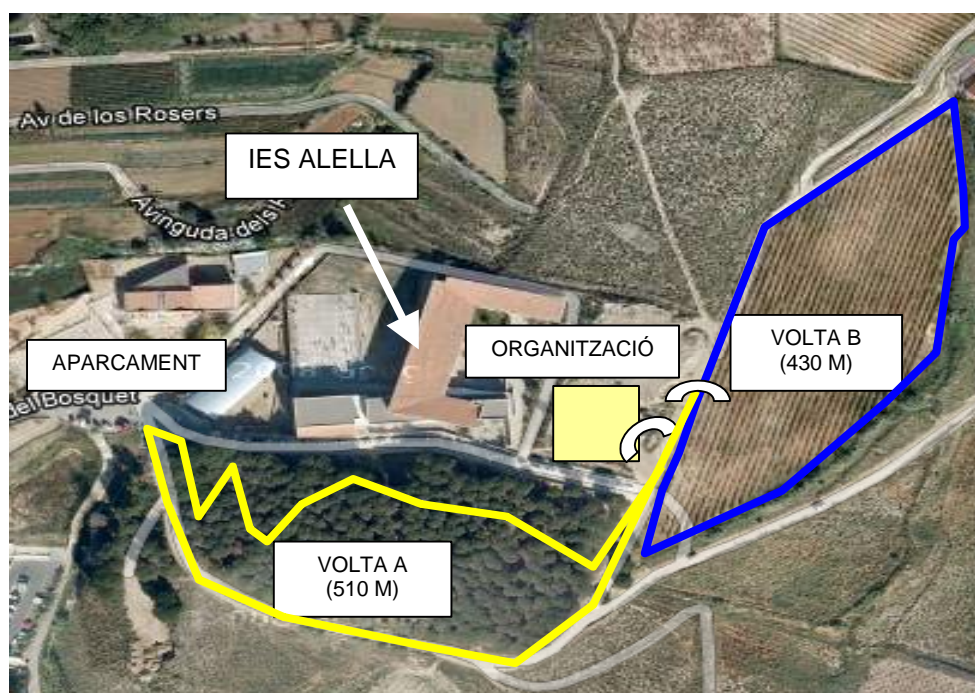 Av de los Rosers
IES ALELLA
Avinguda dels
APARCAMENT
ORGANITZACIÓ
VOLTA B
(430 M)
del Bosquet
VOLTA A
(510 M)